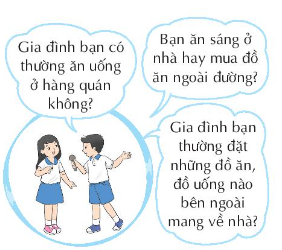 Gia đình bạn có
thường ăn uống
ở hàng quán
không?
Bạn ăn sáng ở
nhà hay mua đồ
ăn ngoài đường?
Gia đình bạn
thường đặt
những đồ ăn,
đồ uống nào
bên ngoài
mang về nhà?